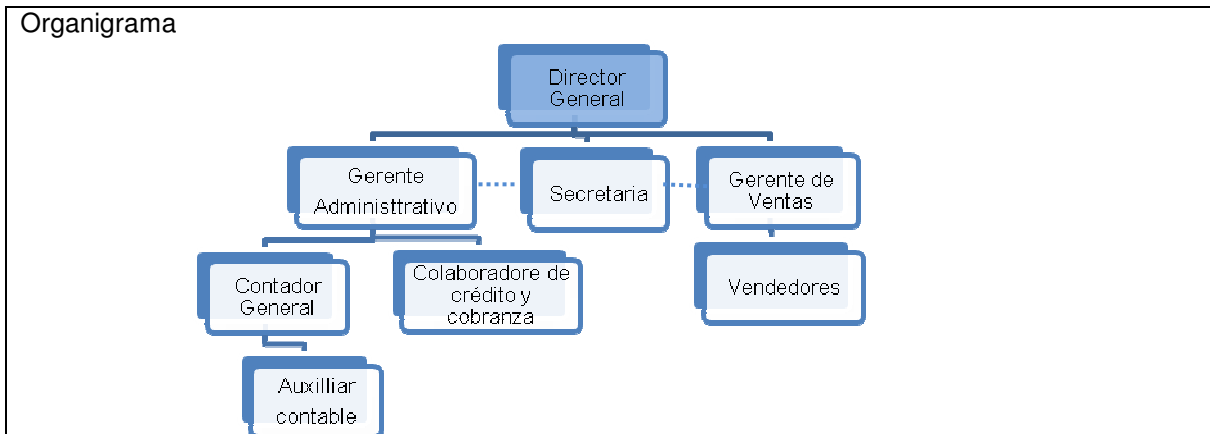 Organigrama
Director
General
Gerente
Administtrativo
Secretaria
Gerente de
Ventas
Contador
General
Colaboradore de
crédito y
cobranza
Vendedores
Auxilliar
contable